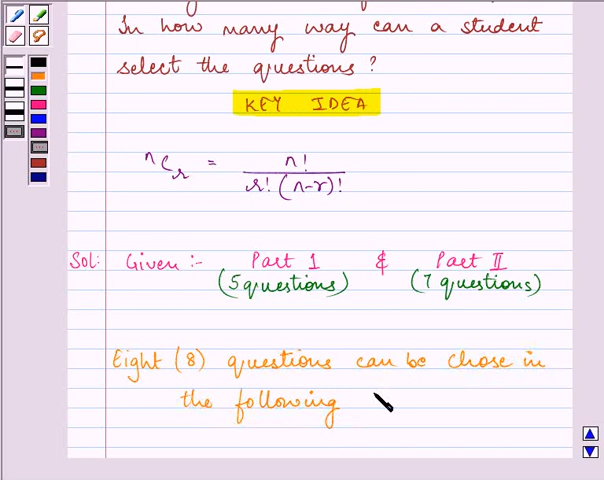 In how many way can a student
select the questions ?
KEY IDEA
nCr = n! / r! (n-r)!
Sol: Given :- Part I & Part II
(5 questions) (7 questions)
Eight (8) questions can be chose in
the following